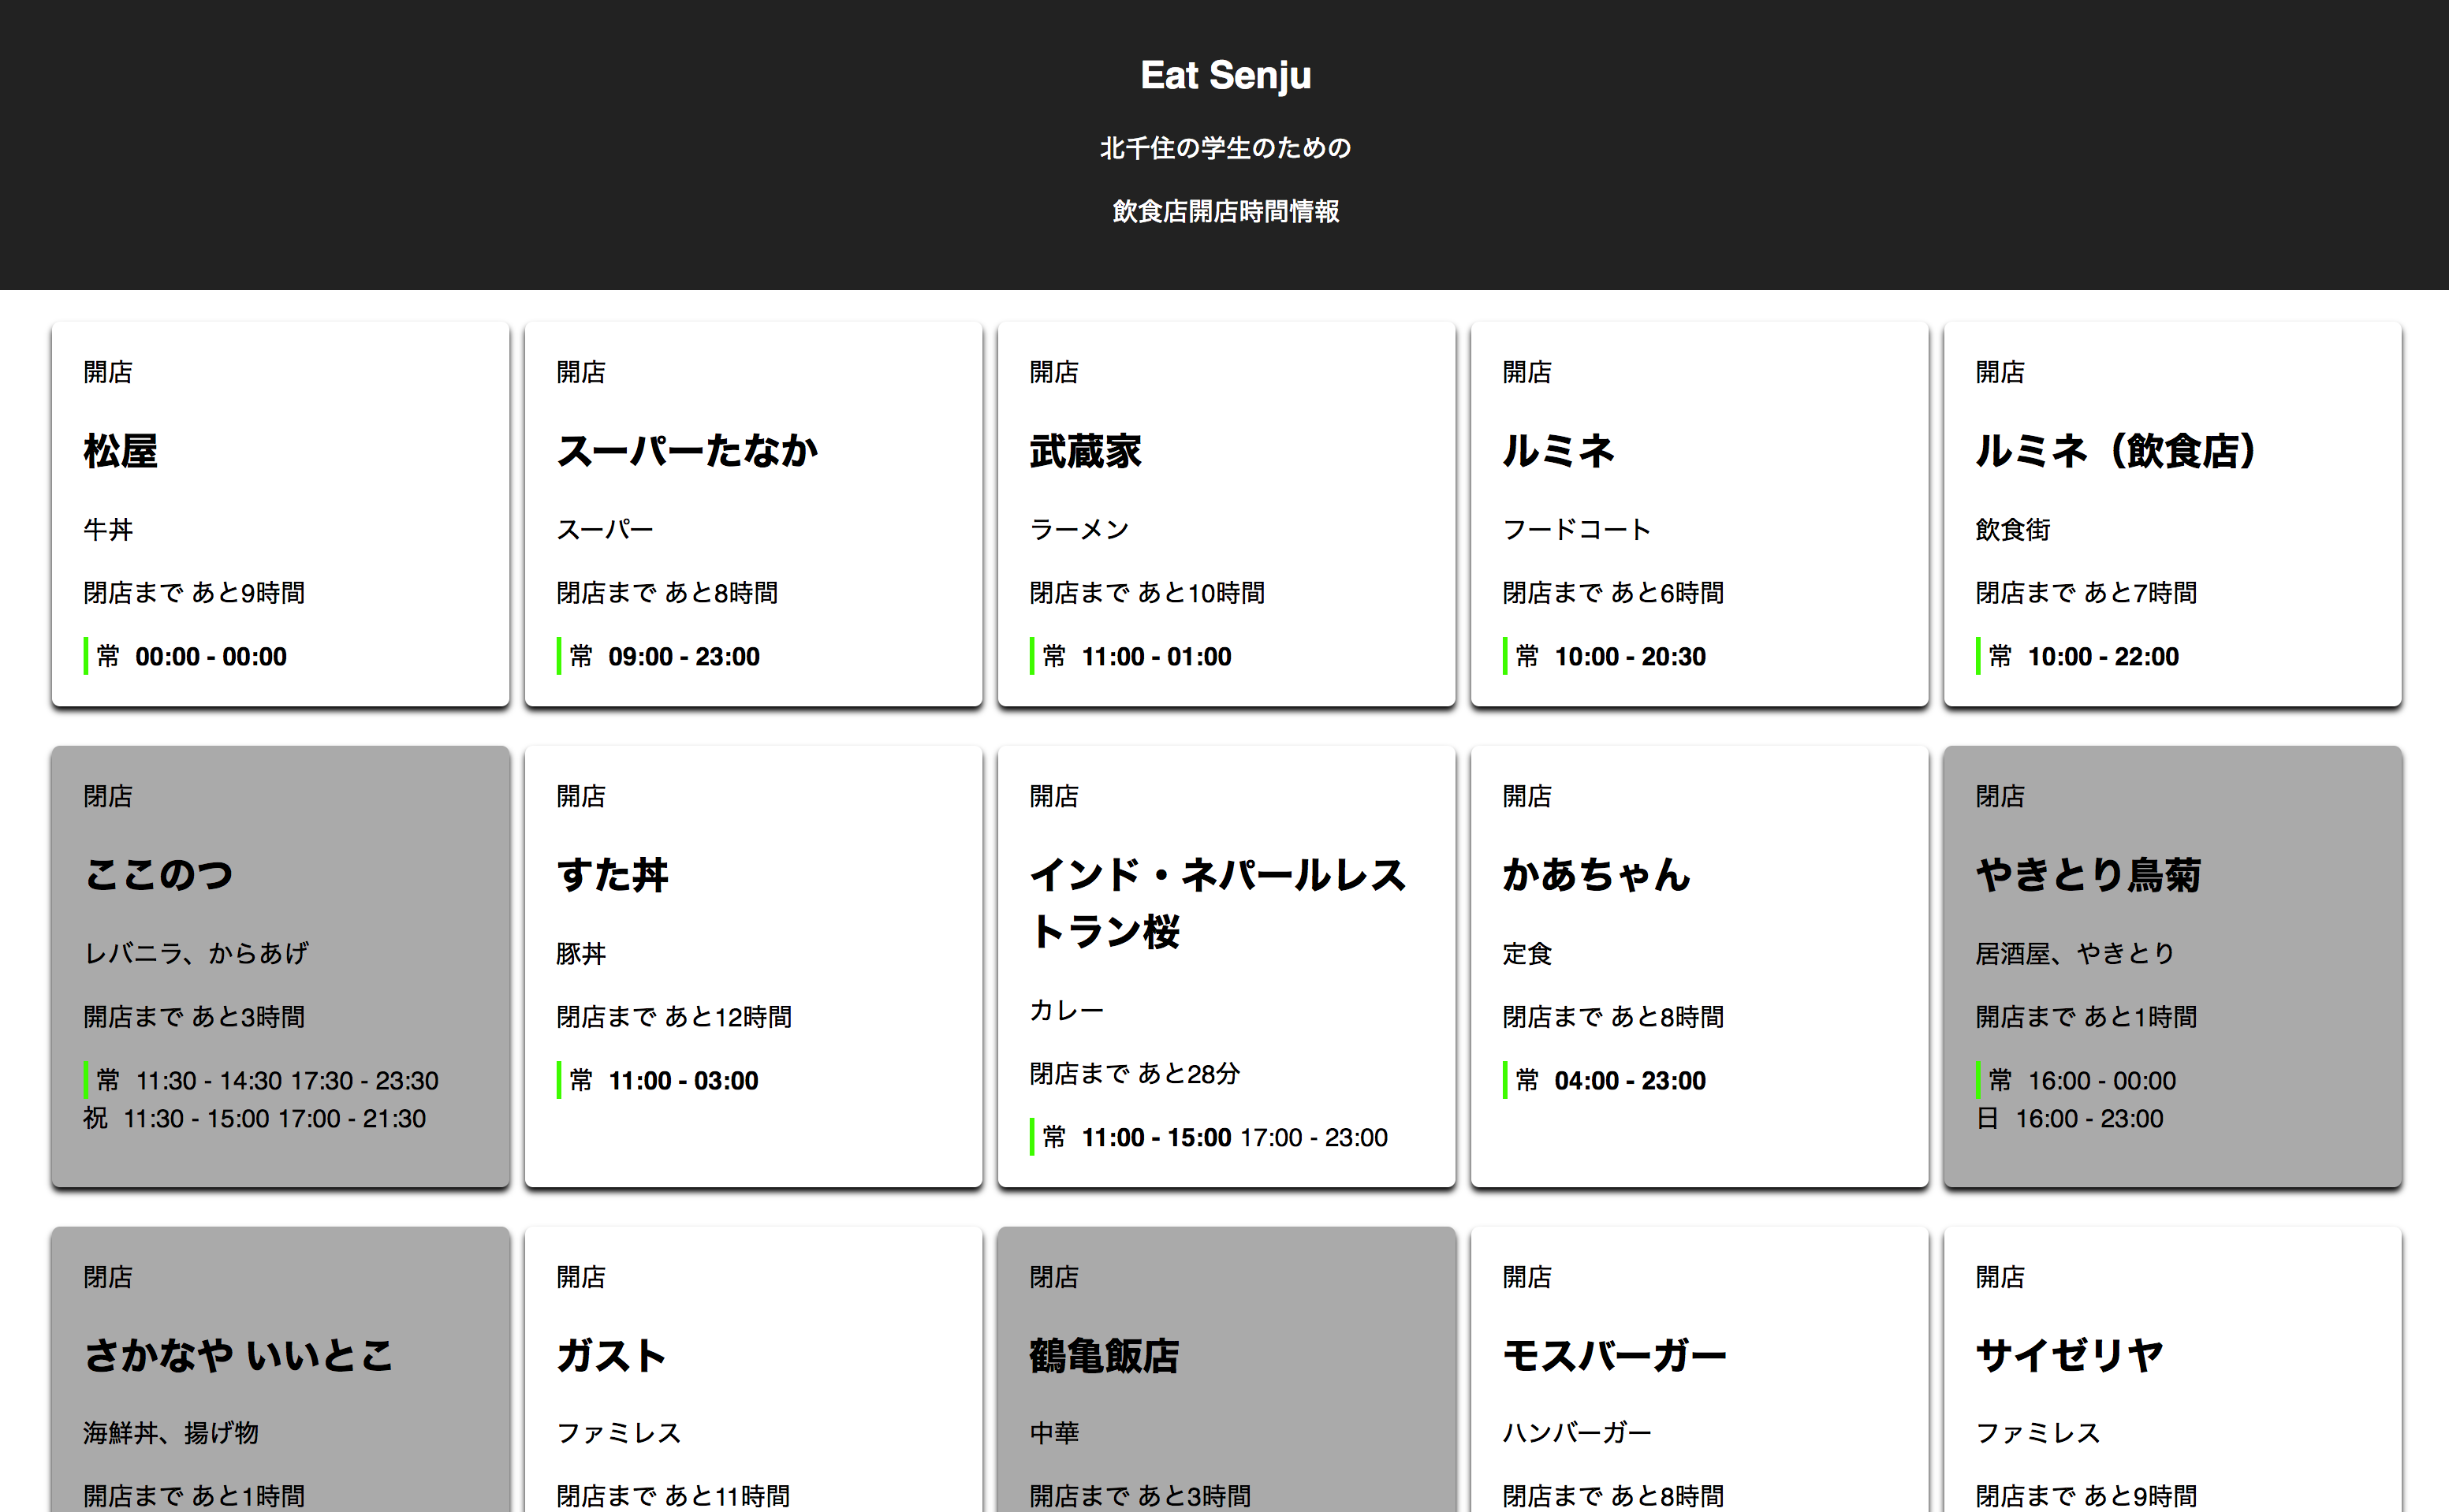 Eat Senju
北千住の学生のための
飲食店開店時間情報
開店
松屋
牛丼
閉店まで あと9時間
常 00:00 - 00:00
開店
スーパーたなか
スーパー
閉店まで あと8時間
常 09:00 - 23:00
開店
武蔵家
ラーメン
閉店まで あと10時間
常 11:00 - 01:00
開店
ルミネ
フードコート
閉店まで あと6時間
常 10:00 - 20:30
開店
ルミネ（飲食店）
飲食街
閉店まで あと7時間
常 10:00 - 22:00
閉店
ここのつ
レバニラ、からあげ
開店まで あと3時間
常 11:30 - 14:30 17:30 - 23:30
祝 11:30 - 15:00 17:00 - 21:30
開店
すた丼
豚丼
閉店まで あと12時間
常 11:00 - 03:00
開店
インド・ネパールレス
トラン桜
カレー
閉店まで あと28分
常 11:00 - 15:00 17:00 - 23:00
開店
かあちゃん
定食
閉店まで あと8時間
常 04:00 - 23:00
閉店
やきとり鳥菊
居酒屋、やきとり
開店まで あと1時間
常 16:00 - 00:00
日 16:00 - 23:00
閉店
さかなや いいとこ
海鮮丼、揚げ物
開店まで あと1時間
開店
ガスト
ファミレス
閉店まで あと11時間
閉店
鶴亀飯店
中華
開店まで あと3時間
開店
モスバーガー
ハンバーガー
閉店まで あと8時間
開店
サイゼリヤ
ファミレス
閉店まで あと9時間